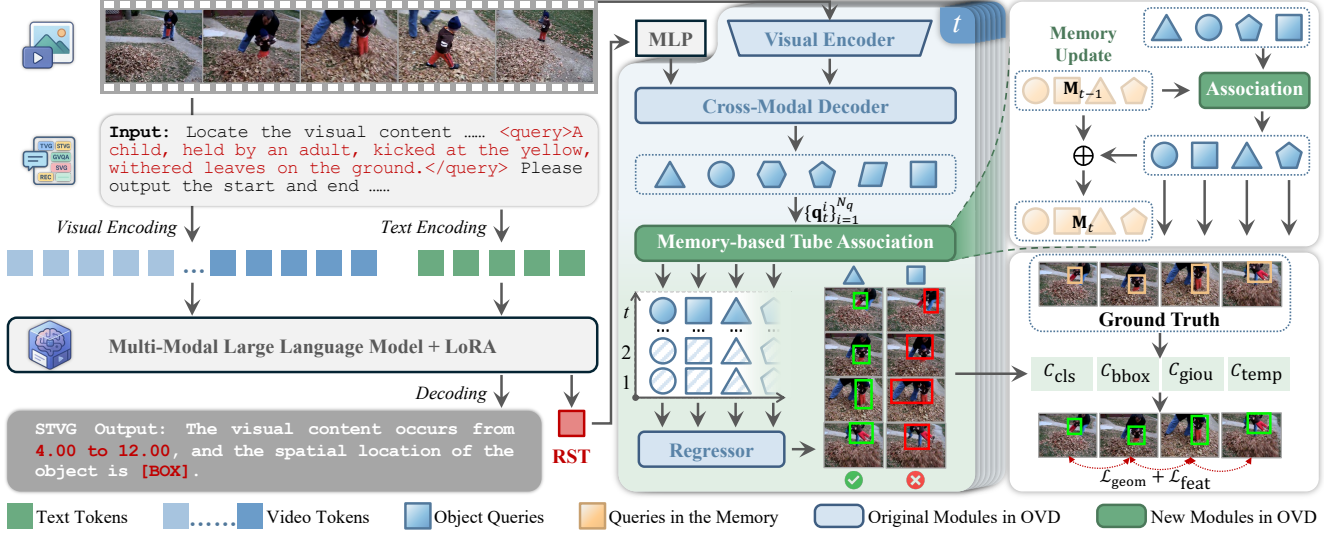 TVG
STVG
GVQA
SVG
REC
Input: Locate the visual content …… <query>A
child, held by an adult, kicked at the yellow,
withered leaves on the ground.</query> Please
output the start and end ……
Visual Encoding
Text Encoding
...
Multi-Modal Large Language Model + LoRA
Decoding
STVG Output: The visual content occurs from
4.00 to 12.00, and the spatial location of the
object is [BOX].
RST
MLP
Visual Encoder
t
Cross-Modal Decoder
{q_t^i}_{i=1}^{N_q}
Memory-based Tube Association
t
... ... ...
2
1
Regressor
Memory
Update
M_{t−1}
Association
⊕
M_t
Ground Truth
C_cls C_bbox C_giou C_temp
L_geom + L_feat
Text Tokens
...... Video Tokens
Object Queries
Queries in the Memory
Original Modules in OVD
New Modules in OVD